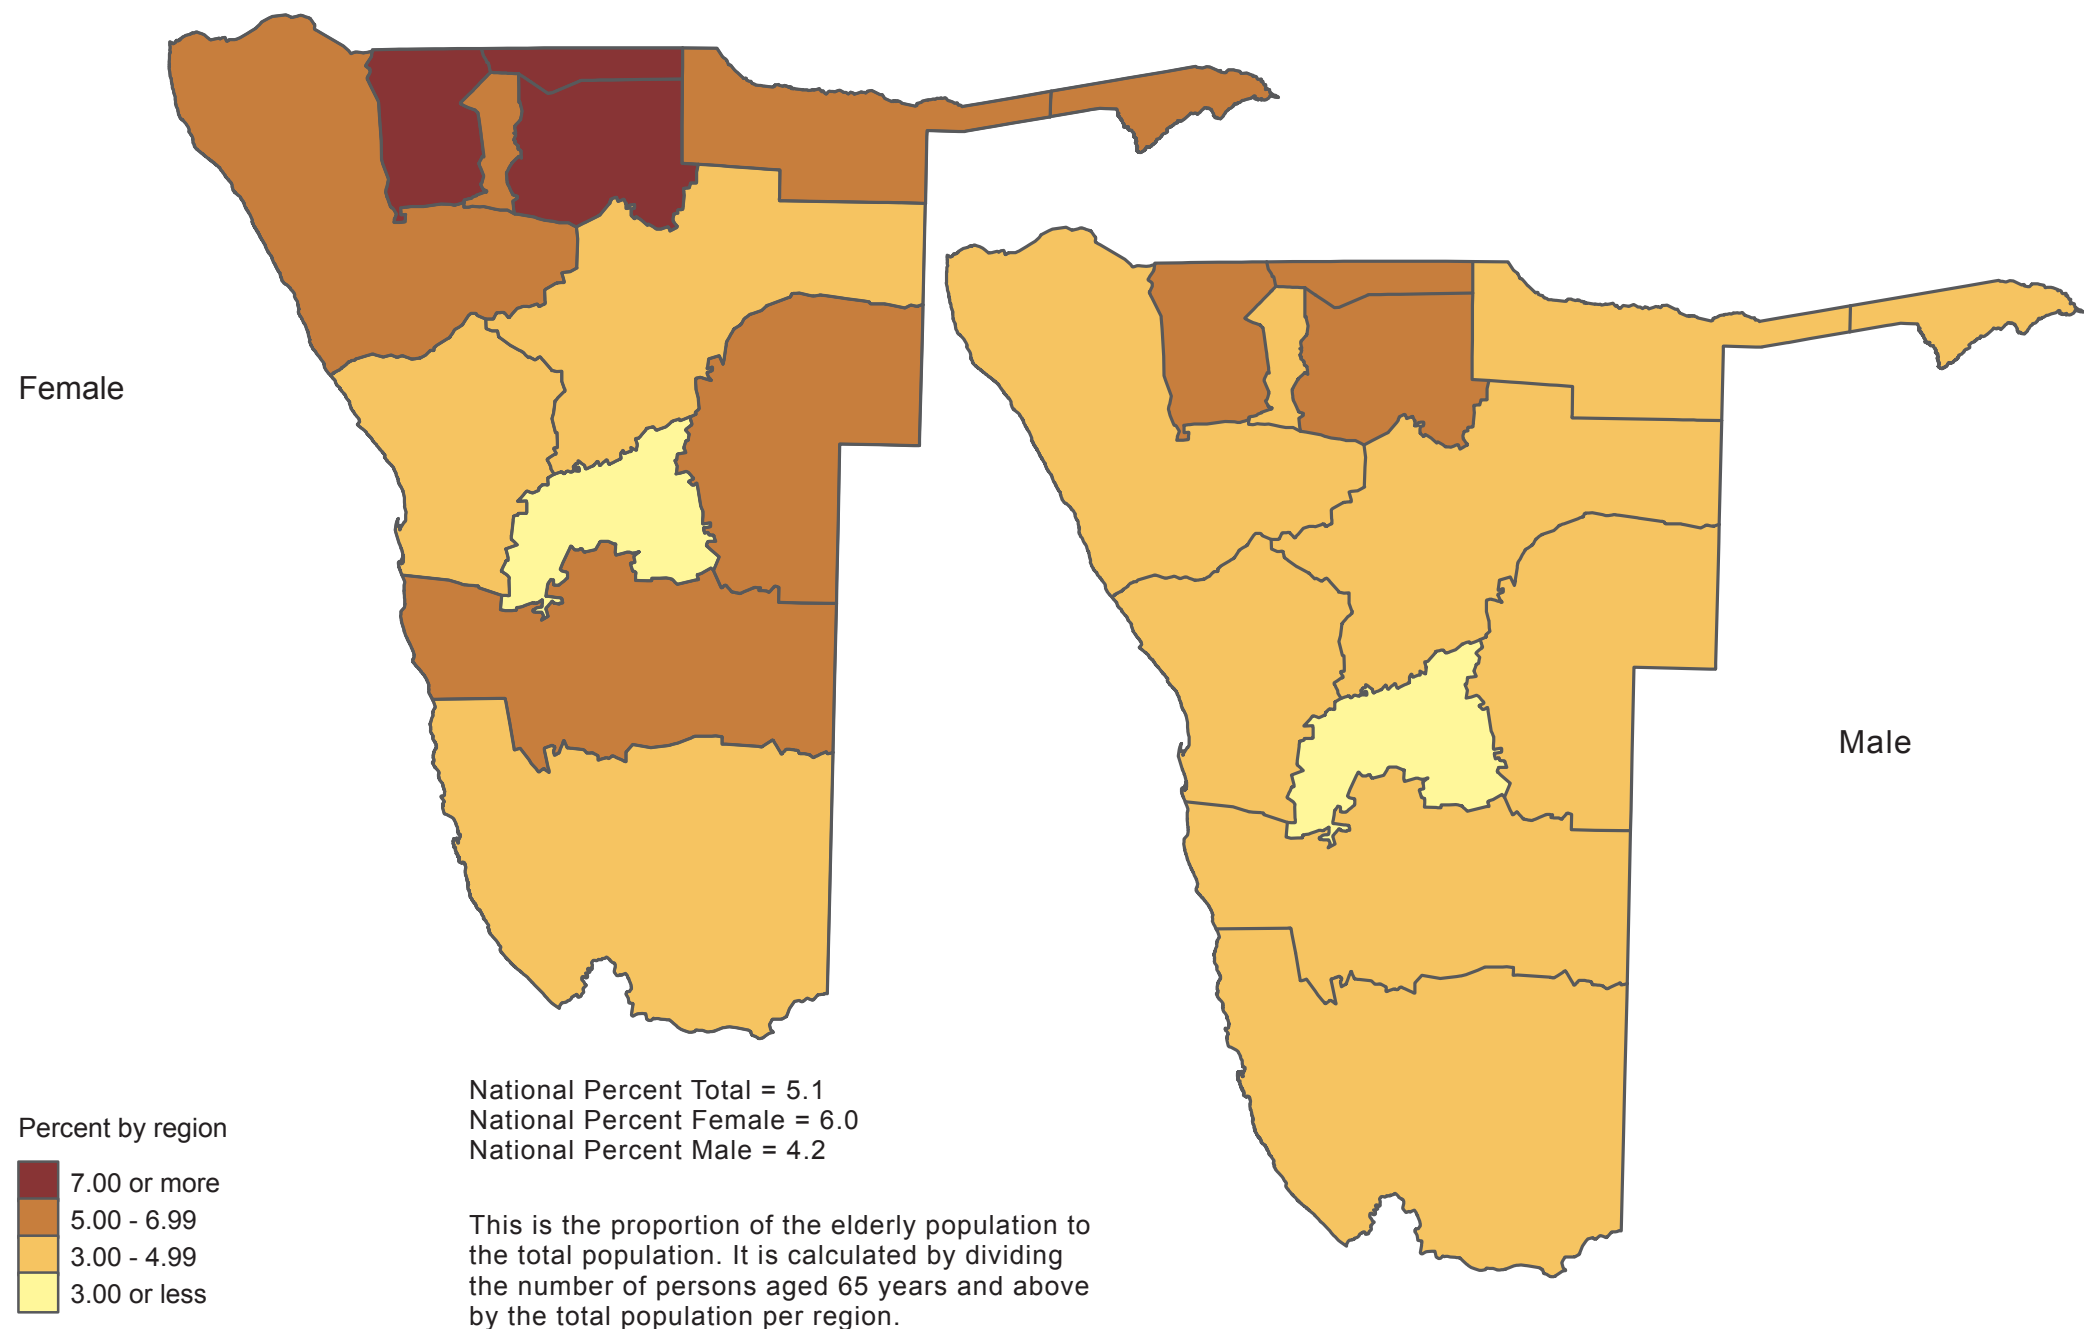 Female
Male
National Percent Total = 5.1
National Percent Female = 6.0
National Percent Male = 4.2
Percent by region
7.00 or more
5.00 - 6.99
3.00 - 4.99
3.00 or less
This is the proportion of the elderly population to
the total population. It is calculated by dividing
the number of persons aged 65 years and above
by the total population per region.